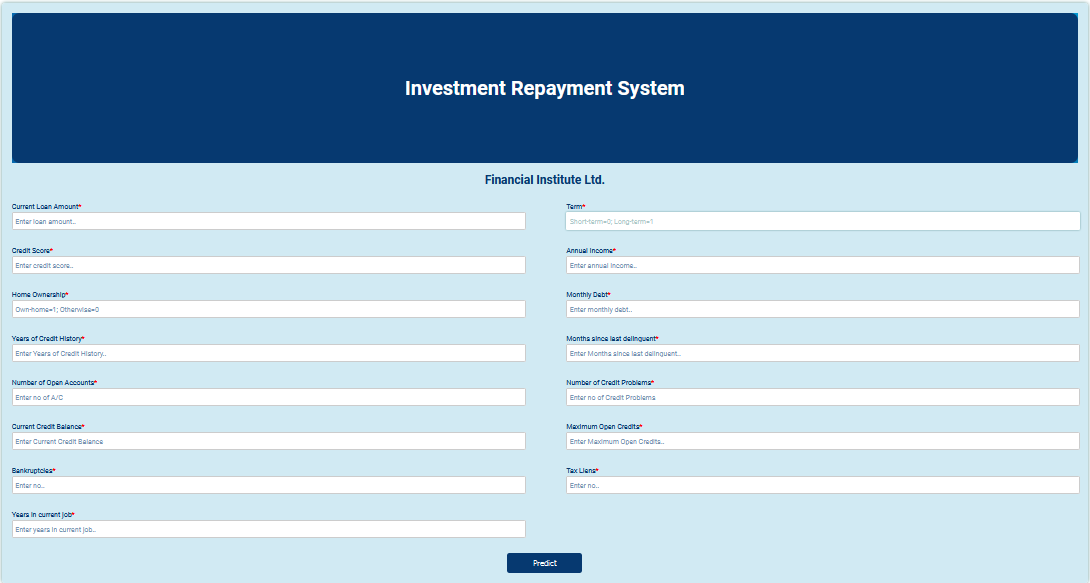 Investment Repayment System
Financial Institute Ltd.
Current Loan Amount*
Enter loan amount..
Term*
Short-term=0; Long-term=1
Credit Score*
Enter credit score..
Annual Income*
Enter annual income..
Home Ownership*
Own-home=1; Otherwise=0
Monthly Debt*
Enter monthly debt..
Years of Credit History*
Enter Years of Credit History..
Months since last delinquent*
Enter Months since last delinquent..
Number of Open Accounts*
Enter no of A/C
Number of Credit Problems*
Enter no of Credit Problems
Current Credit Balance*
Enter Current Credit Balance
Maximum Open Credits*
Enter Maximum Open Credits..
Bankruptcies*
Enter no..
Tax Liens*
Enter no..
Years in current job*
Enter years in current job..
Predict